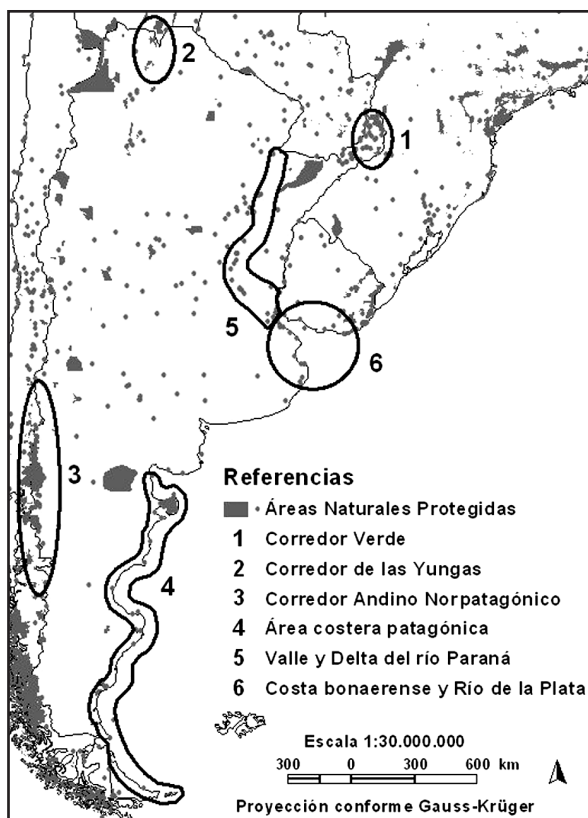 2
1
5
6
3
4
Referencias
Áreas Naturales Protegidas
1 Corredor Verde
2 Corredor de las Yungas
3 Corredor Andino Norpatagónico
4 Área costera patagónica
5 Valle y Delta del río Paraná
6 Costa bonaerense y Río de la Plata
Escala 1:30.000.000
300 0 300 600 km
Proyección conforme Gauss-Krüger